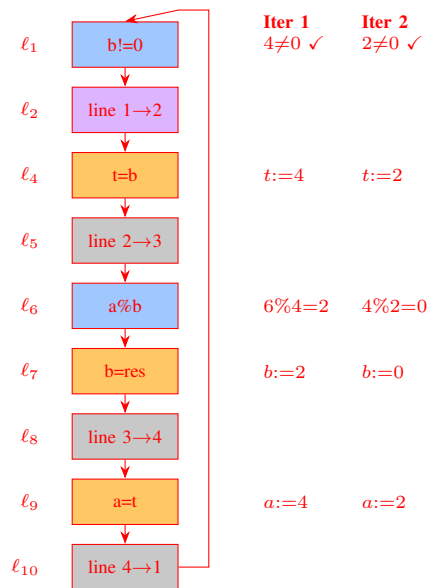 Iter 1 Iter 2
ℓ1 b!=0 4≠0 ✓ 2≠0 ✓
ℓ2 line 1→2
ℓ4 t=b t:=4 t:=2
ℓ5 line 2→3
ℓ6 a%b 6%4=2 4%2=0
ℓ7 b=res b:=2 b:=0
ℓ8 line 3→4
ℓ9 a=t a:=4 a:=2
ℓ10 line 4→1